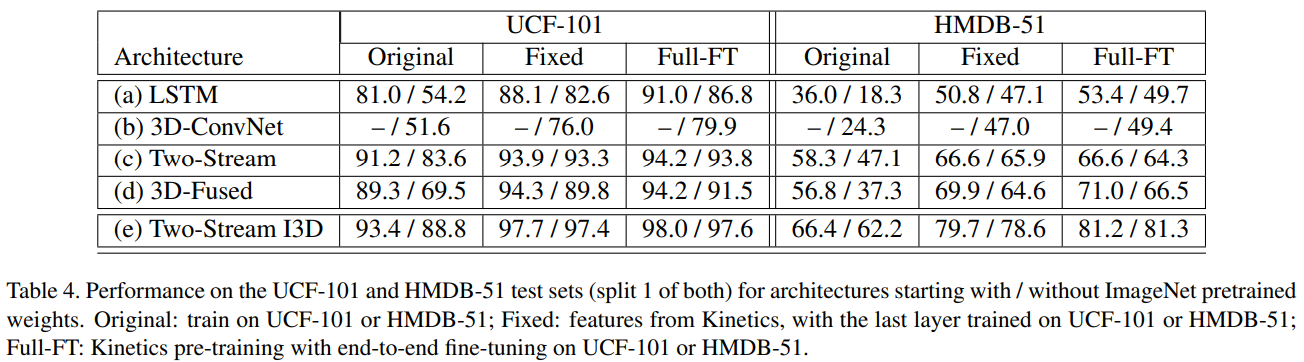 UCF-101 HMDB-51
Architecture Original Fixed Full-FT Original Fixed Full-FT
(a) LSTM 81.0 / 54.2 88.1 / 82.6 91.0 / 86.8 36.0 / 18.3 50.8 / 47.1 53.4 / 49.7
(b) 3D-ConvNet – / 51.6 – / 76.0 – / 79.9 – / 24.3 – / 47.0 – / 49.4
(c) Two-Stream 91.2 / 83.6 93.9 / 93.3 94.2 / 93.8 58.3 / 47.1 66.6 / 65.9 66.6 / 64.3
(d) 3D-Fused 89.3 / 69.5 94.3 / 89.8 94.2 / 91.5 56.8 / 37.3 69.9 / 64.6 71.0 / 66.5
(e) Two-Stream I3D 93.4 / 88.8 97.7 / 97.4 98.0 / 97.6 66.4 / 62.2 79.7 / 78.6 81.2 / 81.3
Table 4. Performance on the UCF-101 and HMDB-51 test sets (split 1 of both) for architectures starting with / without ImageNet pretrained
weights. Original: train on UCF-101 or HMDB-51; Fixed: features from Kinetics, with the last layer trained on UCF-101 or HMDB-51;
Full-FT: Kinetics pre-training with end-to-end fine-tuning on UCF-101 or HMDB-51.